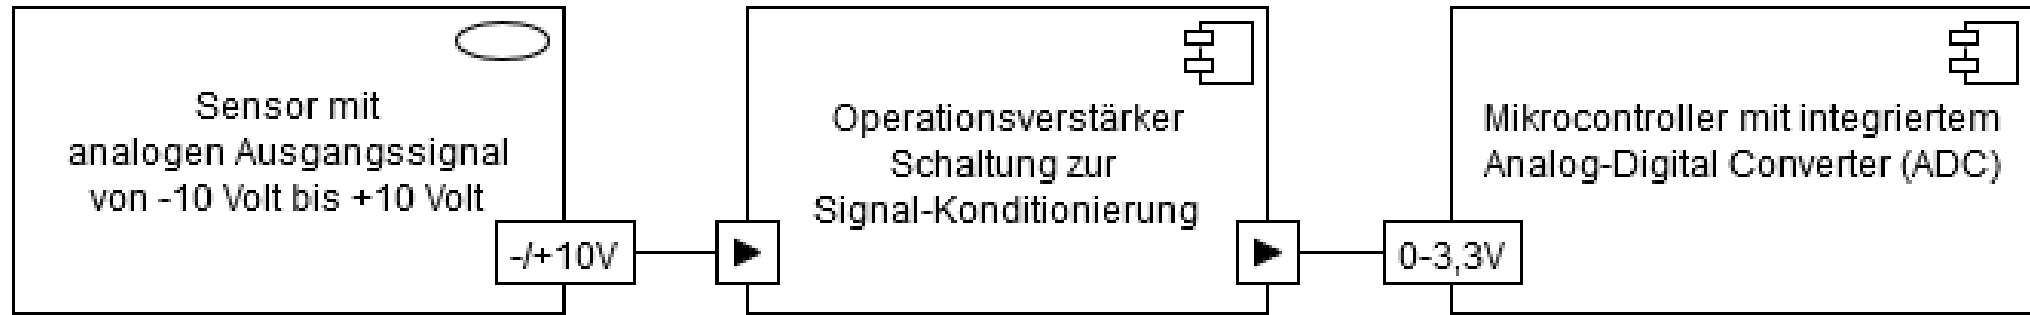 Sensor mit
analogen Ausgangssignal
von -10 Volt bis +10 Volt
-/+10V
Operationsverstärker
Schaltung zur
Signal-Konditionierung
Mikrocontroller mit integriertem
Analog-Digital Converter (ADC)
0-3,3V